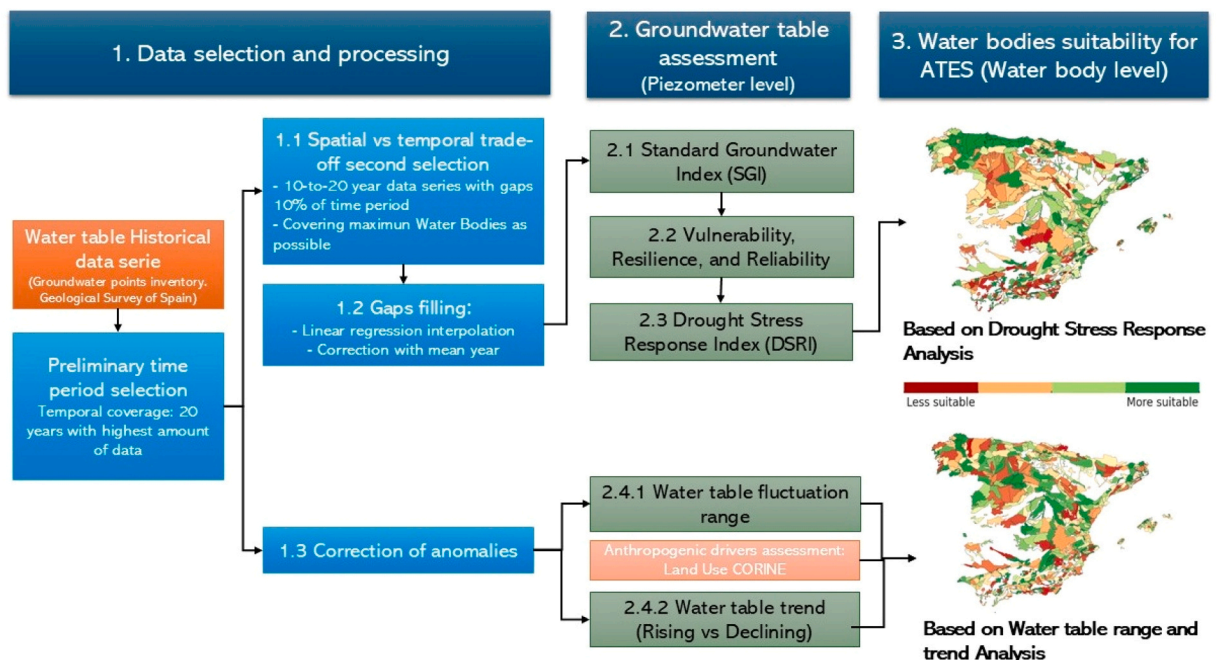 1. Data selection and processing
2. Groundwater table
assessment
(Piezometer level)
3. Water bodies suitability for
ATES (Water body level)
Water table Historical
data serie
(Groundwater points inventory.
Geological Survey of Spain)
Preliminary time
period selection
Temporal coverage: 20
years with highest amount
of data
1.1 Spatial vs temporal trade-
off second selection
- 10-to-20 year data series with gaps
10% of time period
- Covering maximun Water Bodies as
possible
1.2 Gaps filling:
- Linear regression interpolation
- Correction with mean year
1.3 Correction of anomalies
2.1 Standard Groundwater
Index (SGI)
2.2 Vulnerability,
Resilience, and Reliability
2.3 Drought Stress
Response Index (DSRI)
2.4.1 Water table fluctuation
range
Anthropogenic drivers assessment:
Land Use CORINE
2.4.2 Water table trend
(Rising vs Declining)
Based on Drought Stress Response
Analysis
Less suitable
More suitable
Based on Water table range and
trend Analysis